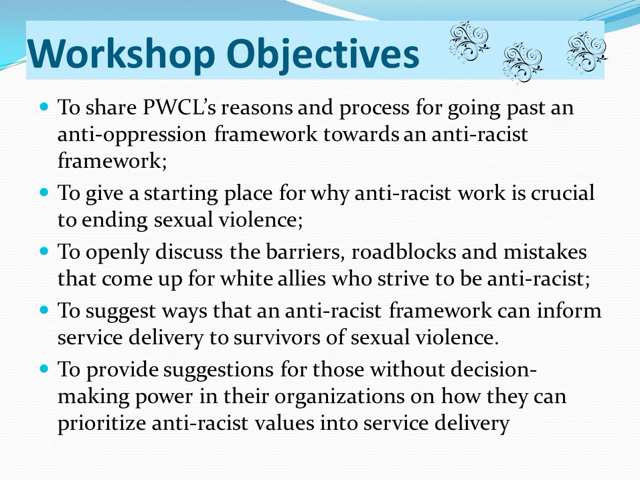 Workshop Objectives
To share PWCL's reasons and process for going past an
anti-oppression framework towards an anti-racist
framework;
To give a starting place for why anti-racist work is crucial
to ending sexual violence;
To openly discuss the barriers, roadblocks and mistakes
that come up for white allies who strive to be anti-racist;
To suggest ways that an anti-racist framework can inform
service delivery to survivors of sexual violence.
To provide suggestions for those without decision-
making power in their organizations on how they can
prioritize anti-racist values into service delivery